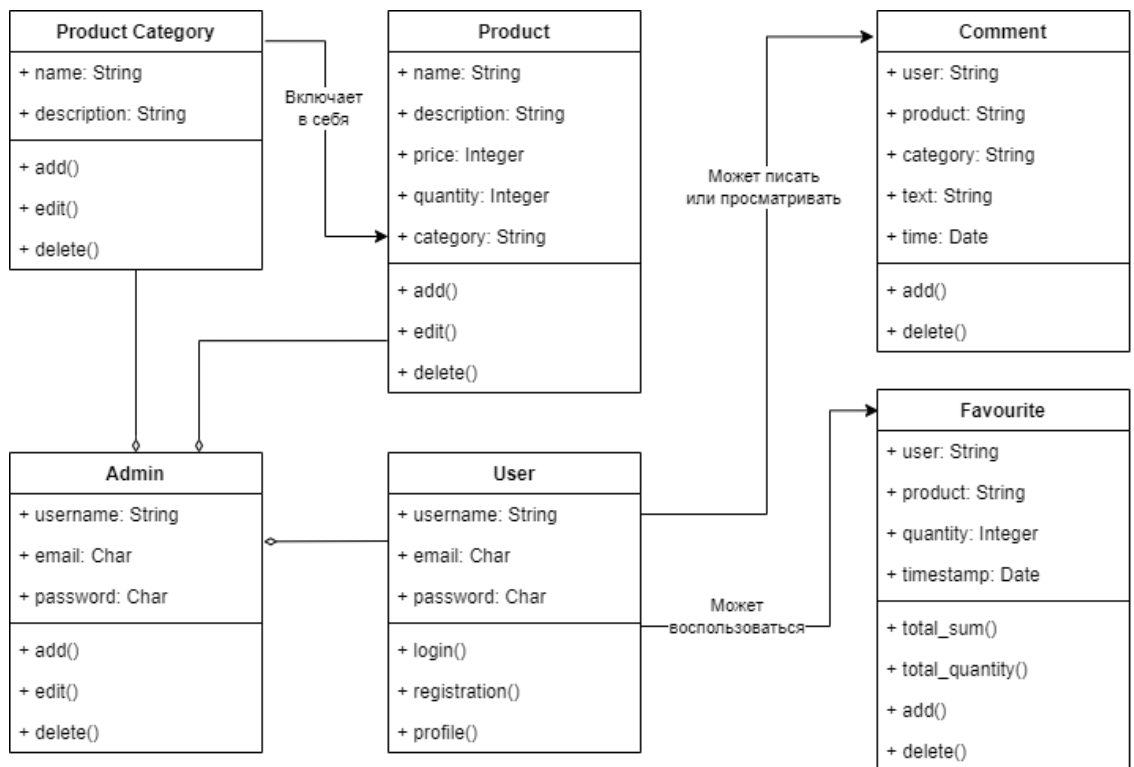 Product Category
+ name: String
+ description: String
+ add()
+ edit()
+ delete()
Включает
в себя
Product
+ name: String
+ description: String
+ price: Integer
+ quantity: Integer
+ category: String
+ add()
+ edit()
+ delete()
Может писать
или просматривать
Comment
+ user: String
+ product: String
+ category: String
+ text: String
+ time: Date
+ add()
+ delete()
Admin
+ username: String
+ email: Char
+ password: Char
+ add()
+ edit()
+ delete()
User
+ username: String
+ email: Char
+ password: Char
+ login()
+ registration()
+ profile()
Может
воспользоваться
Favourite
+ user: String
+ product: String
+ quantity: Integer
+ timestamp: Date
+ total_sum()
+ total_quantity()
+ add()
+ delete()